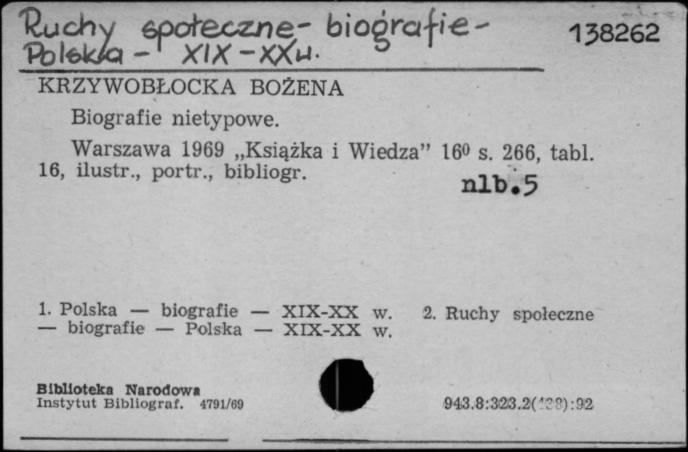 Ruchy społeczne - biografie - 138262
Polska - XIX - XX w.
KRZYWOBŁOCKA BOŻENA
Biografie nietypowe.
Warszawa 1969 „Książka i Wiedza” 16⁰ s. 266, tabl.
16, ilustr., portr., bibliogr.
nlb.5
1. Polska — biografie — XIX-XX w. 2. Ruchy społeczne
— biografie — Polska — XIX-XX w.
Biblioteka Narodowa
Instytut Bibliograf. 4791/69 943.8:323.2(438):92